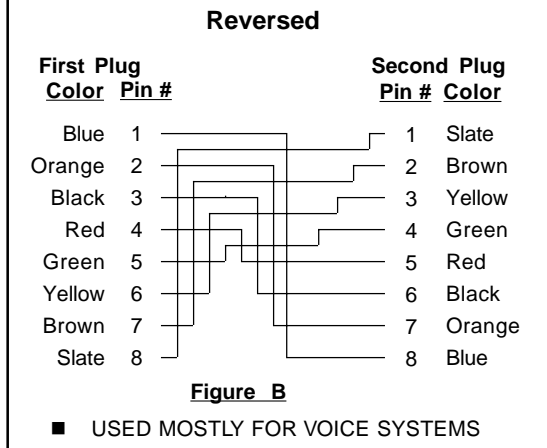 Reversed
First Plug Second Plug
Color Pin # Pin # Color
Blue 1 1 Slate
Orange 2 2 Brown
Black 3 3 Yellow
Red 4 4 Green
Green 5 5 Red
Yellow 6 6 Black
Brown 7 7 Orange
Slate 8 8 Blue
Figure B
■ USED MOSTLY FOR VOICE SYSTEMS